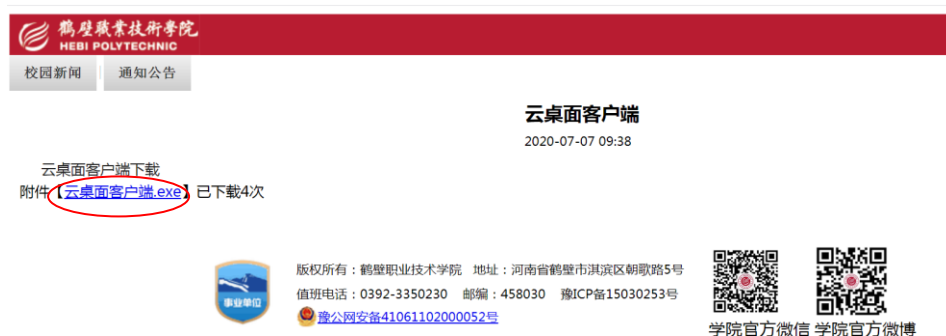 鹤壁职业技术学院
HEBI POLYTECHNIC
校园新闻 通知公告
云桌面客户端
2020-07-07 09:38
云桌面客户端下载
附件【云桌面客户端.exe】已下载4次
版权所有：鹤壁职业技术学院 地址：河南省鹤壁市淇滨区朝歌路5号
值班电话：0392-3350230 邮编：458030 豫ICP备15030253号
豫公网安备41061102000052号
事业单位
学院官方微信 学院官方微博